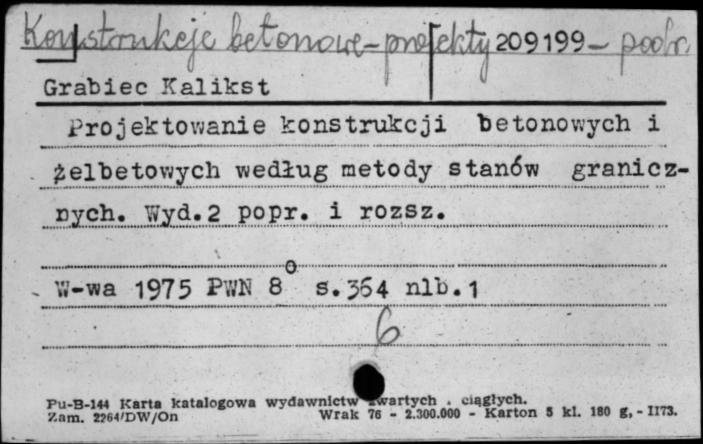 Konstrukcje betonowe - projekty 209199 - podr.
Grabiec Kalikst
Projektowanie konstrukcji betonowych i
żelbetowych według metody stanów granicz-
nych. Wyd.2 popr. i rozsz.
W-wa 1975 PWN 8° s.364 nlb.1
6
Pu-B-144 Karta katalogowa wydawnictw zwartych . ciągłych.
Zam. 2264/DW/On Wrak 76 - 2.300.000 - Karton 5 kl. 180 g, - II73.